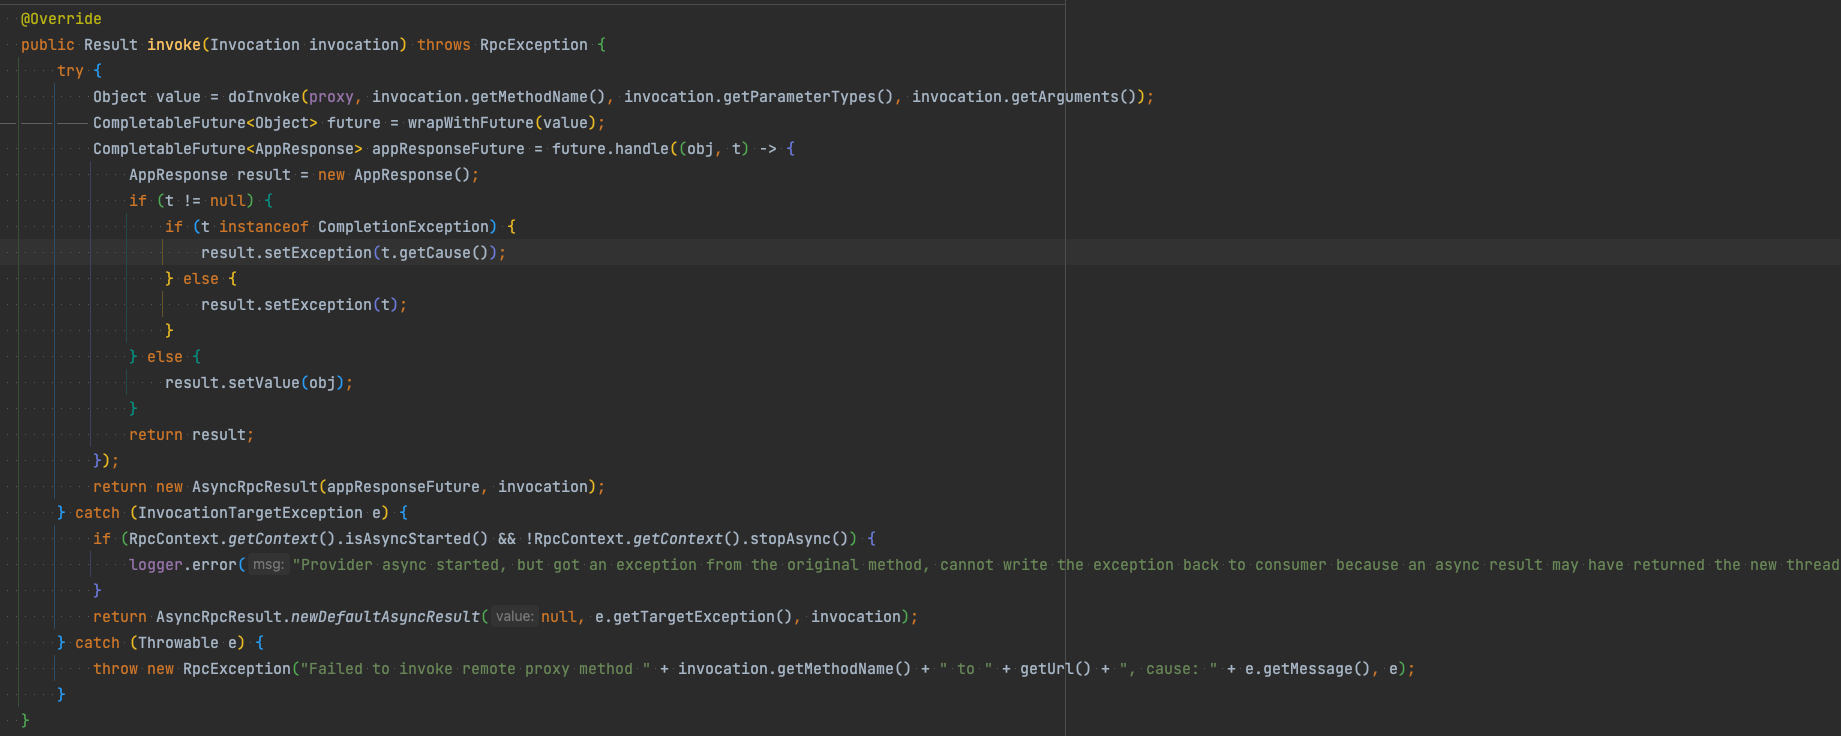 @Override
public Result invoke(Invocation invocation) throws RpcException {
try {
Object value = doInvoke(proxy, invocation.getMethodName(), invocation.getParameterTypes(), invocation.getArguments());
CompletableFuture<Object> future = wrapWithFuture(value);
CompletableFuture<AppResponse> appResponseFuture = future.handle((obj, t) -> {
AppResponse result = new AppResponse();
if (t != null) {
if (t instanceof CompletionException) {
result.setException(t.getCause());
} else {
result.setException(t);
}
} else {
result.setValue(obj);
}
return result;
});
return new AsyncRpcResult(appResponseFuture, invocation);
} catch (InvocationTargetException e) {
if (RpcContext.getContext().isAsyncStarted() && !RpcContext.getContext().stopAsync()) {
logger.error( msg: "Provider async started, but got an exception from the original method, cannot write the exception back to consumer because an async result may have returned the new thread
}
return AsyncRpcResult.newDefaultAsyncResult( value: null, e.getTargetException(), invocation);
} catch (Throwable e) {
throw new RpcException("Failed to invoke remote proxy method " + invocation.getMethodName() + " to " + getUrl() + ", cause: " + e.getMessage(), e);
}
}